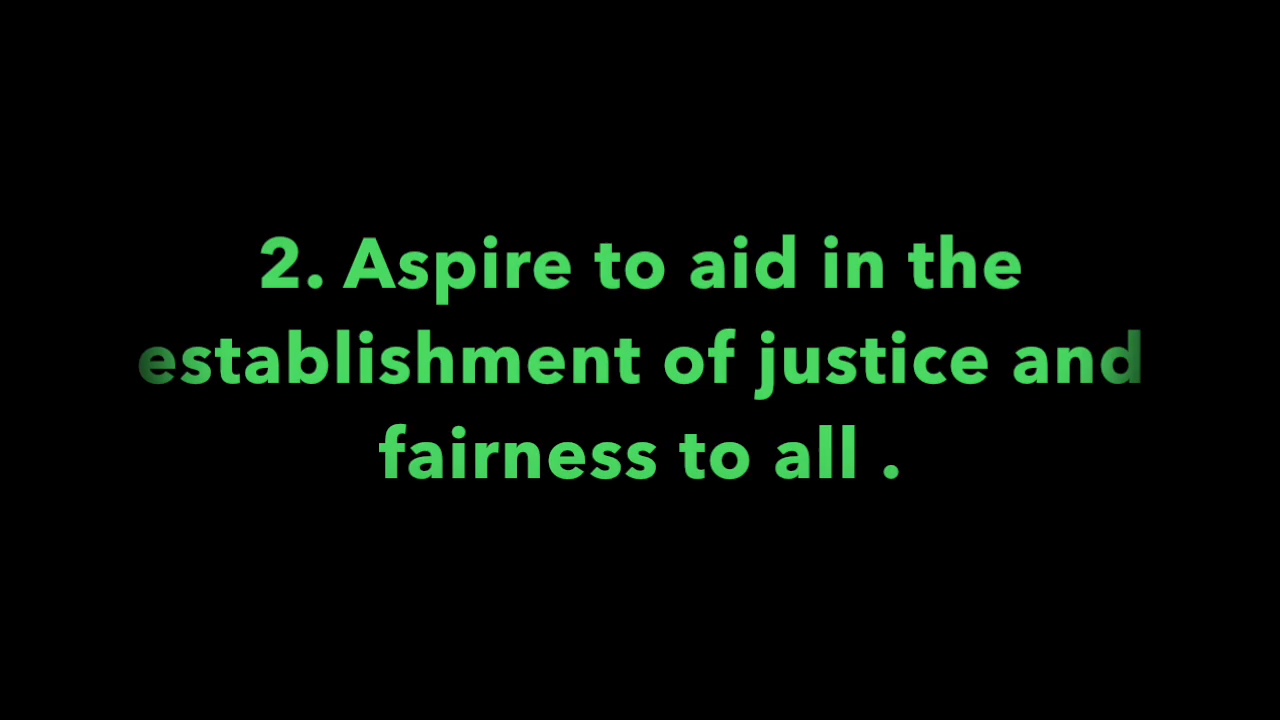 2. Aspire to aid in the
establishment of justice and
fairness to all .